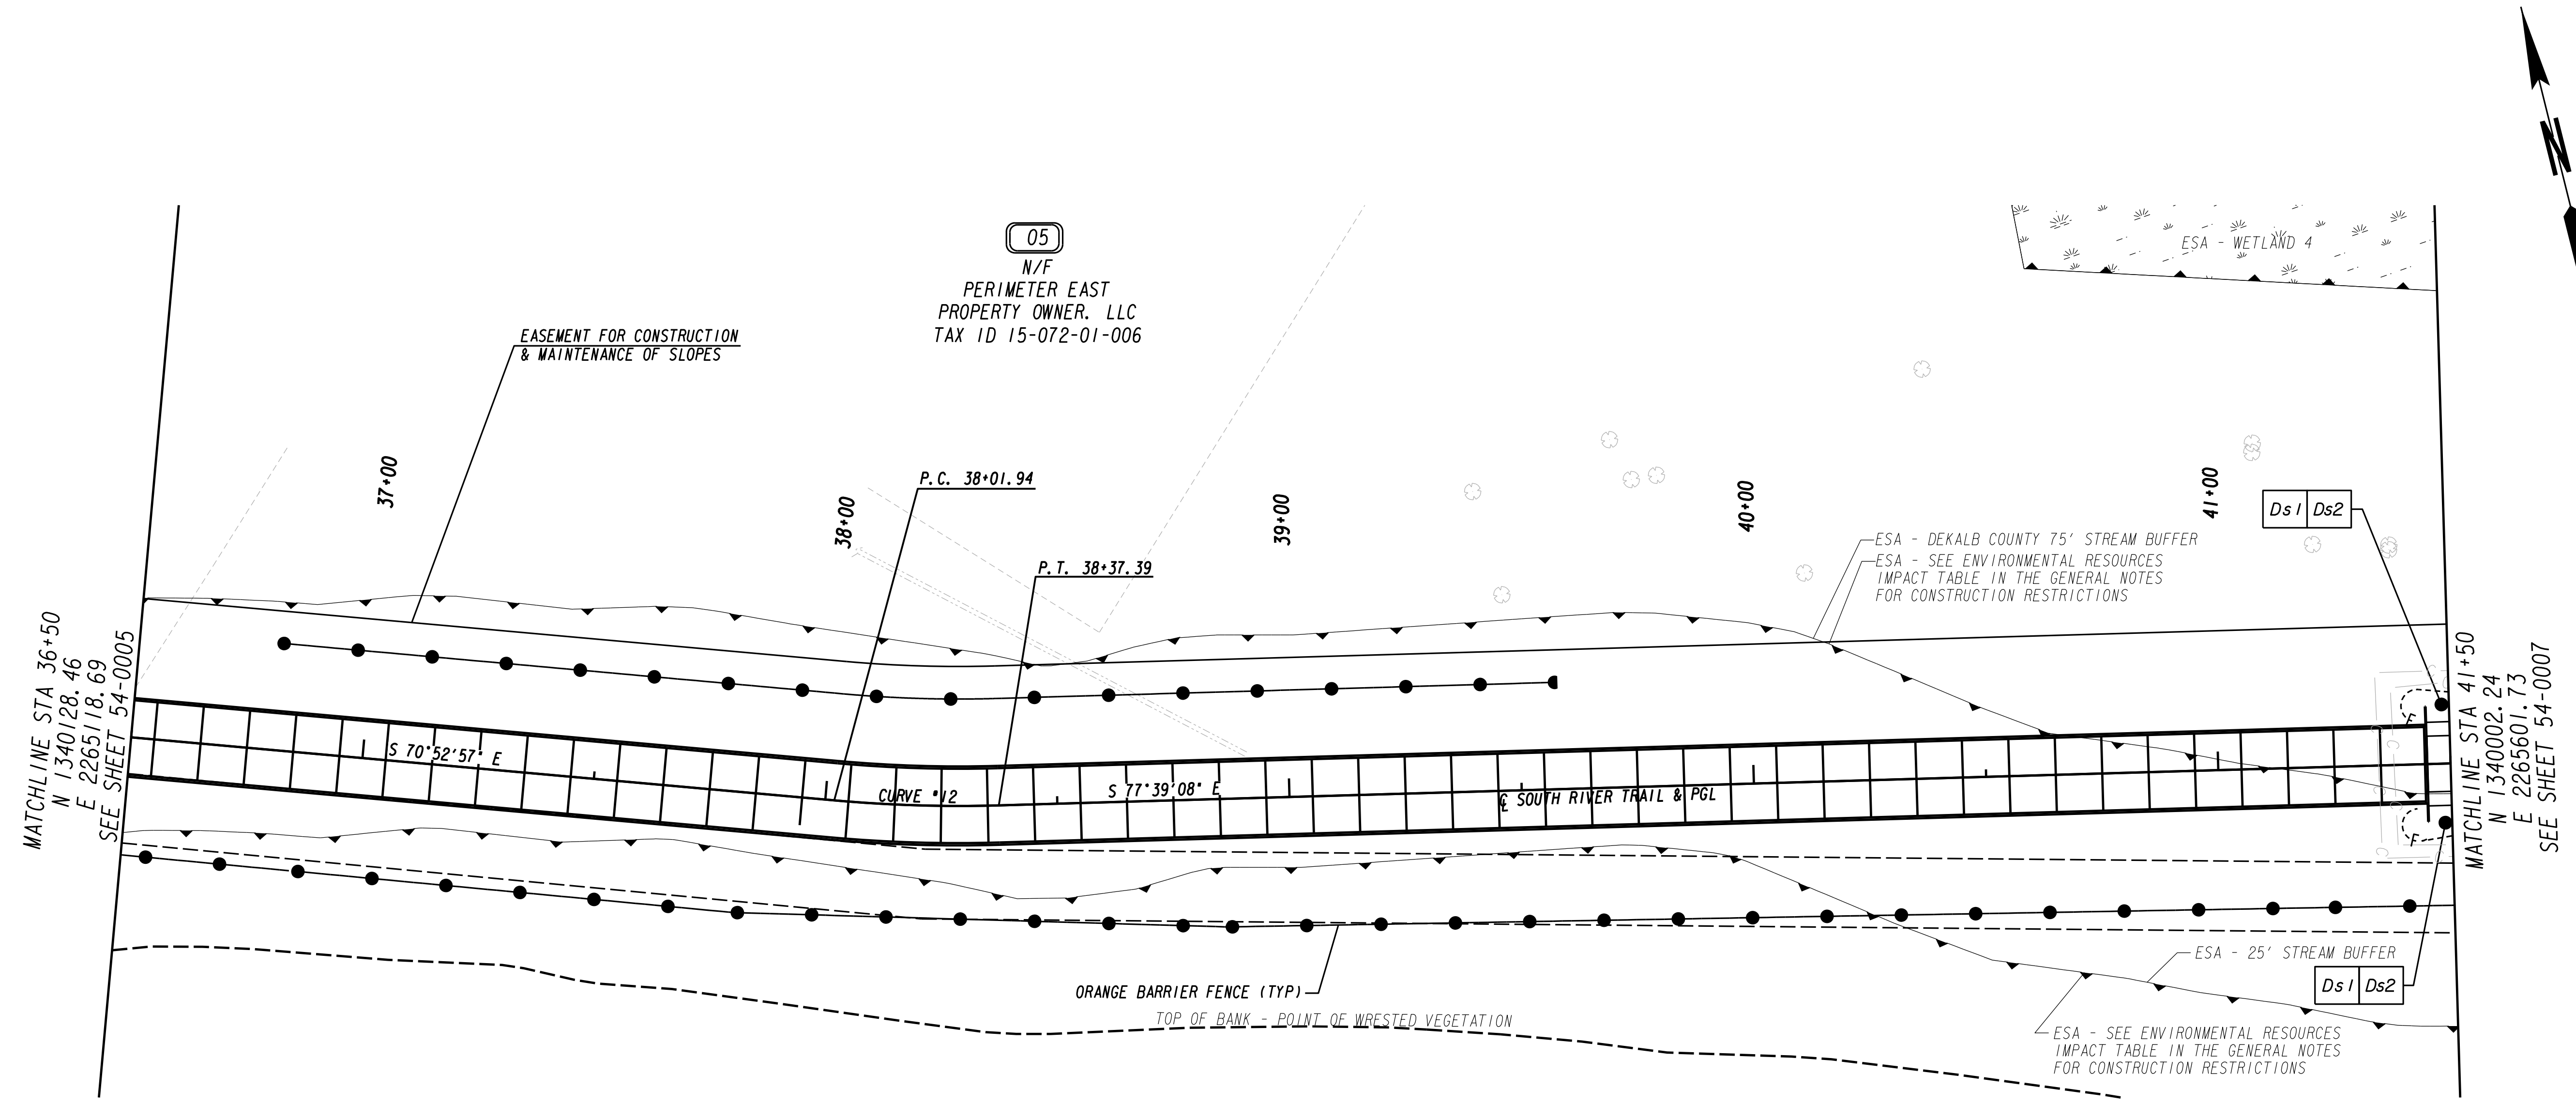 05
N/F
PERIMETER EAST
PROPERTY OWNER. LLC
TAX ID 15-072-01-006
N
ESA - WETLAND 4
EASEMENT FOR CONSTRUCTION
& MAINTENANCE OF SLOPES
37+00
38+00
39+00
40+00
41+00
P.C. 38+01.94
P.T. 38+37.39
Ds1 Ds2
ESA - DEKALB COUNTY 75' STREAM BUFFER
ESA - SEE ENVIRONMENTAL RESOURCES
IMPACT TABLE IN THE GENERAL NOTES
FOR CONSTRUCTION RESTRICTIONS
MATCHLINE STA 36+50
N 1340128.46
E 2265118.69
SEE SHEET 54-0005
S 70°52'57" E
CURVE #12
S 77°39'08" E
℄ SOUTH RIVER TRAIL & PGL
F
F
C
C
C
C
C
MATCHLINE STA 41+50
N 1340002.24
E 2265601.73
SEE SHEET 54-0007
ESA - 25' STREAM BUFFER
Ds1 Ds2
ORANGE BARRIER FENCE (TYP)
TOP OF BANK - POINT OF WRESTED VEGETATION
ESA - SEE ENVIRONMENTAL RESOURCES
IMPACT TABLE IN THE GENERAL NOTES
FOR CONSTRUCTION RESTRICTIONS